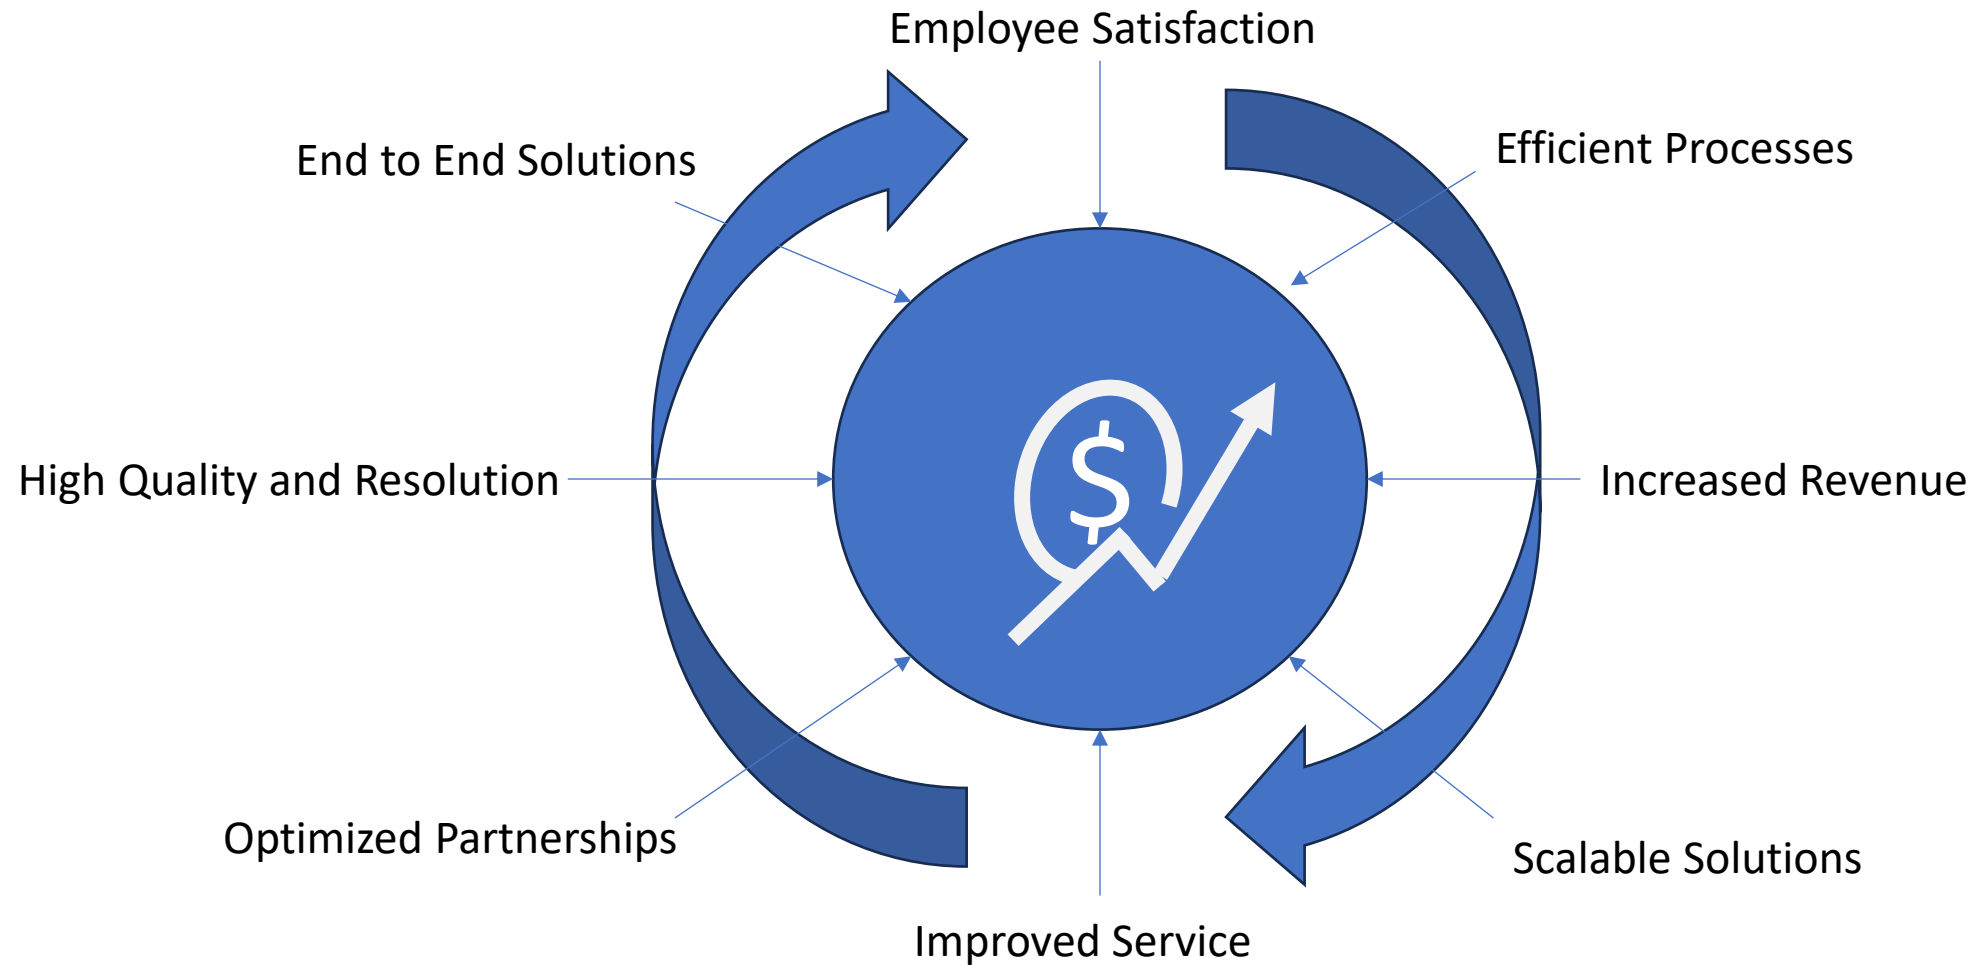 Employee Satisfaction
End to End Solutions
Efficient Processes
$
High Quality and Resolution
Increased Revenue
Optimized Partnerships
Scalable Solutions
Improved Service